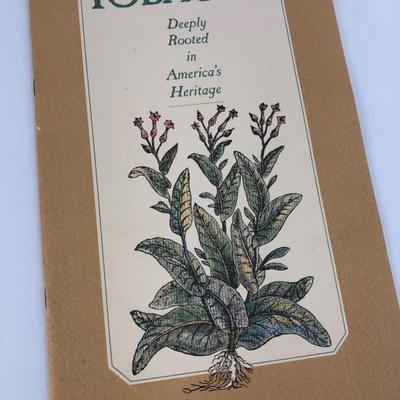 Deeply
Rooted
in
America's
Heritage